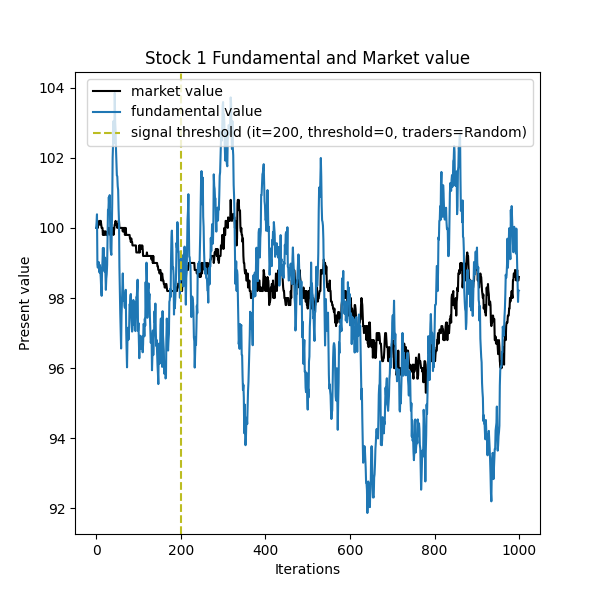 Stock 1 Fundamental and Market value
market value
fundamental value
signal threshold (it=200, threshold=0, traders=Random)
104
102
100
98
96
94
92
Present value
0 200 400 600 800 1000
Iterations